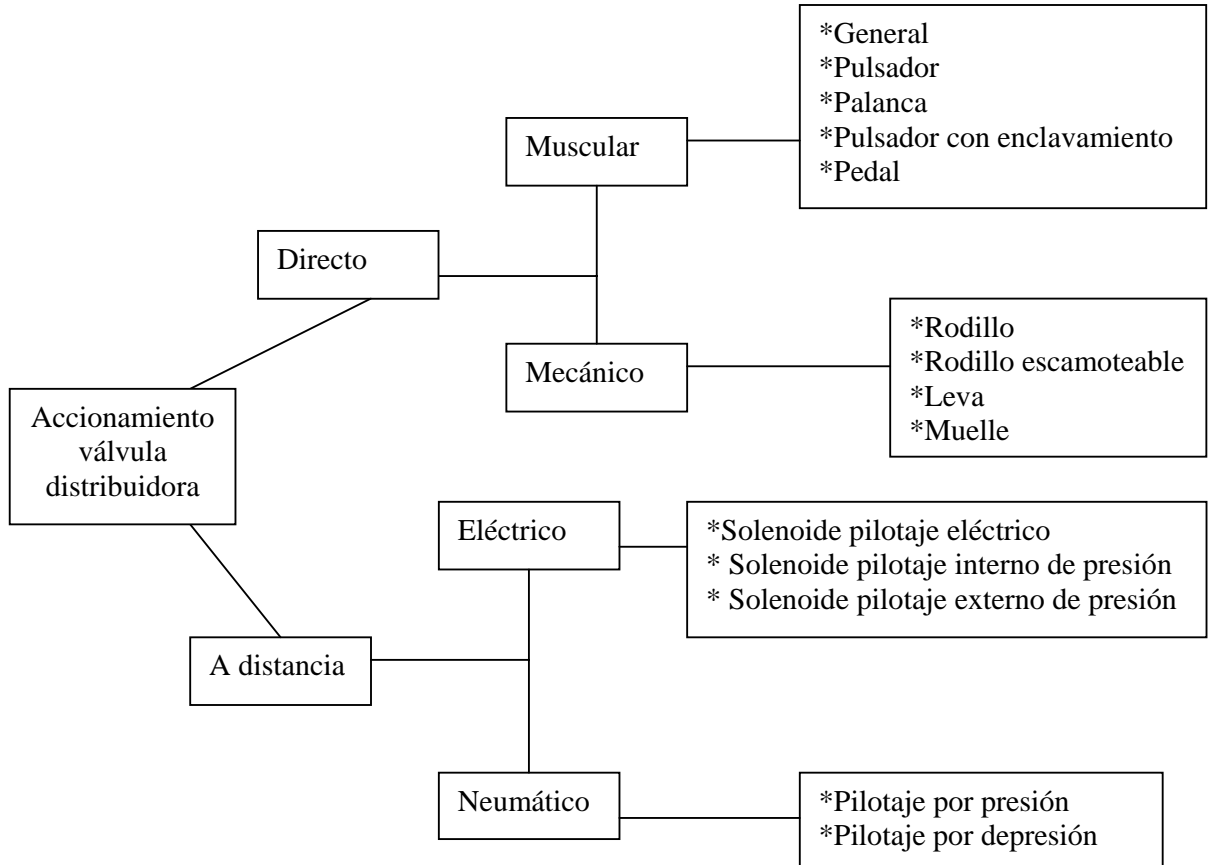 *General
*Pulsador
*Palanca
*Pulsador con enclavamiento
*Pedal
Muscular
Directo
Mecánico
*Rodillo
*Rodillo escamoteable
*Leva
*Muelle
Accionamiento
válvula
distribuidora
Eléctrico
*Solenoide pilotaje eléctrico
* Solenoide pilotaje interno de presión
* Solenoide pilotaje externo de presión
A distancia
Neumático
*Pilotaje por presión
*Pilotaje por depresión